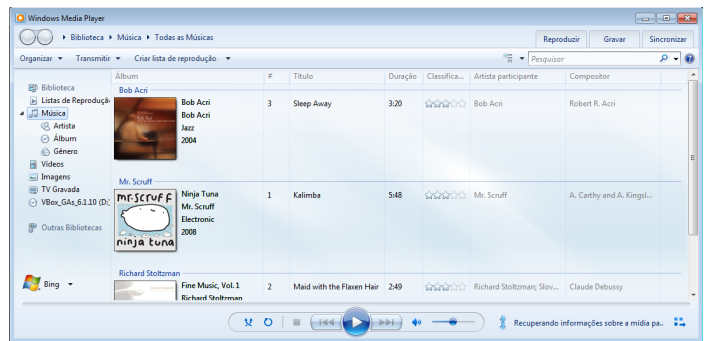 Windows Media Player
Biblioteca Música Todas as Músicas
Reproduzir Gravar Sincronizar
Organizar Transmitir Criar lista de reprodução Pesquisar
Álbum # Título Duração Classifica... Artista participante Compositor
Biblioteca
Listas de Reproduçã
Música
Artista
Álbum
Gênero
Vídeos
Imagens
TV Gravada
VBox_GAs_6.1.10 (D:)
Outras Bibliotecas
Bing
Bob Acri
Bob Acri 3 Sleep Away 3:20 Bob Acri Robert R. Acri
Bob Acri
Jazz
2004
Mr. Scruff
mr.scruff
ninja tuna
Ninja Tuna 1 Kalimba 5:48 Mr. Scruff A. Carthy and A. Kingsl...
Mr. Scruff
Electronic
2008
Richard Stoltzman
Fine Music, Vol. 1 2 Maid with the Flaxen Hair 2:49 Richard Stoltzman; Slov... Claude Debussy
Richard Stoltzman
Recuperando informações sobre a mídia pa..